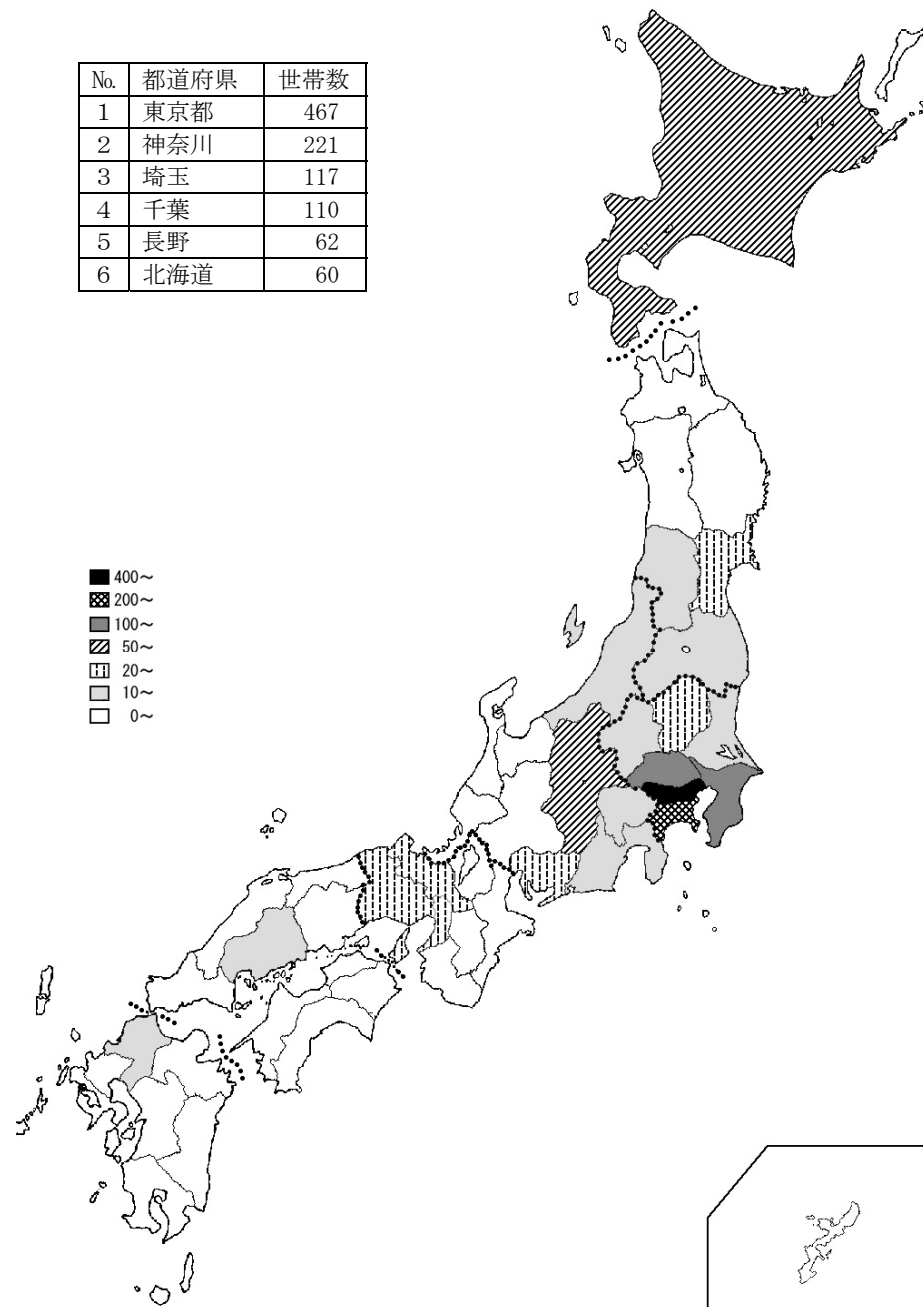 № 都道府県 世帯数
1 東京都 467
2 神奈川 221
3 埼玉 117
4 千葉 110
5 長野 62
6 北海道 60
400～
200～
100～
50～
20～
10～
0～